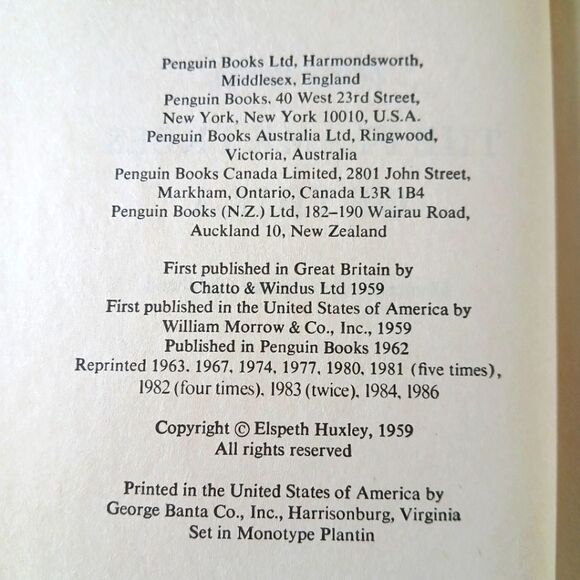 Penguin Books Ltd, Harmondsworth,
Middlesex, England
Penguin Books, 40 West 23rd Street,
New York, New York 10010, U.S.A.
Penguin Books Australia Ltd, Ringwood,
Victoria, Australia
Penguin Books Canada Limited, 2801 John Street,
Markham, Ontario, Canada L3R 1B4
Penguin Books (N.Z.) Ltd, 182–190 Wairau Road,
Auckland 10, New Zealand
First published in Great Britain by
Chatto & Windus Ltd 1959
First published in the United States of America by
William Morrow & Co., Inc., 1959
Published in Penguin Books 1962
Reprinted 1963, 1967, 1974, 1977, 1980, 1981 (five times),
1982 (four times), 1983 (twice), 1984, 1986
Copyright © Elspeth Huxley, 1959
All rights reserved
Printed in the United States of America by
George Banta Co., Inc., Harrisonburg, Virginia
Set in Monotype Plantin